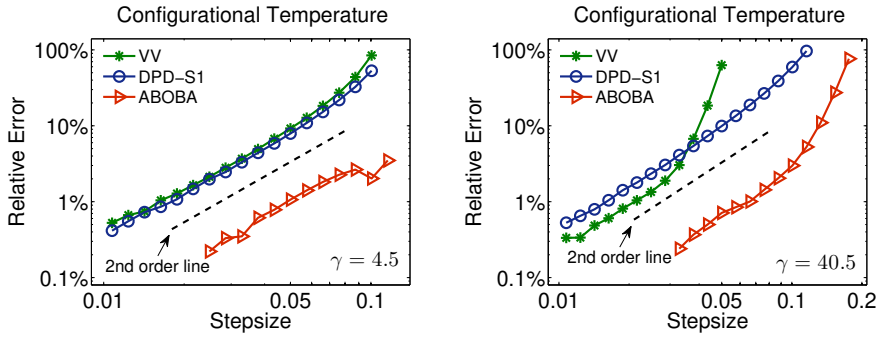 Configurational Temperature
100%
10%
1%
0.1%
Relative Error
VV
DPD-S1
ABOBA
2nd order line
γ = 4.5
0.01
0.05
0.1
Stepsize
Configurational Temperature
100%
10%
1%
0.1%
Relative Error
VV
DPD-S1
ABOBA
2nd order line
γ = 40.5
0.01
0.05
0.1
0.2
Stepsize